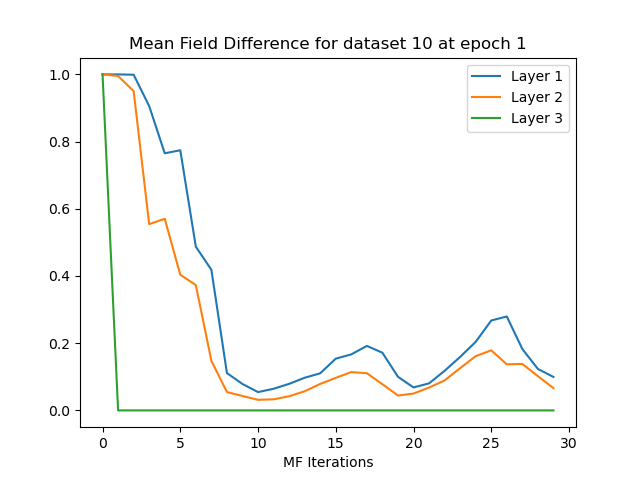 Mean Field Difference for dataset 10 at epoch 1
Layer 1
Layer 2
Layer 3
1.0
0.8
0.6
0.4
0.2
0.0
0 5 10 15 20 25 30
MF Iterations